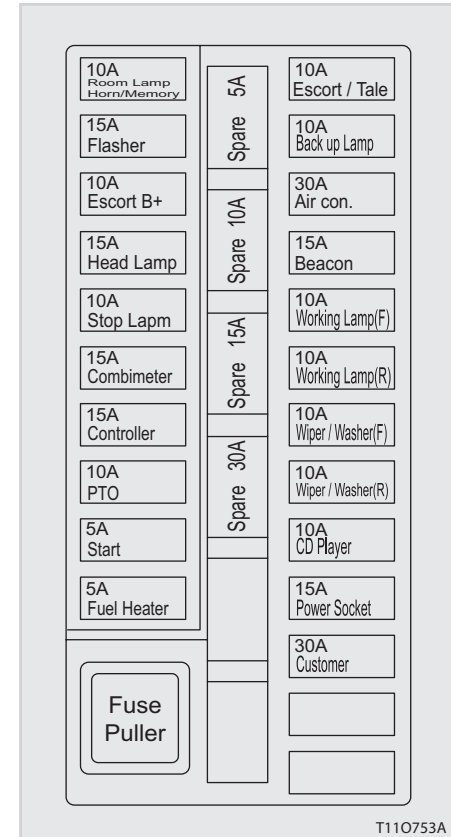 10A
Room Lamp
Horn/Memory
15A
Flasher
10A
Escort B+
15A
Head Lamp
10A
Stop Lapm
15A
Combimeter
15A
Controller
10A
PTO
5A
Start
5A
Fuel Heater
Fuse
Puller
Spare 5A
Spare 10A
Spare 15A
Spare 30A
10A
Escort / Tale
10A
Back up Lamp
30A
Air con.
15A
Beacon
10A
Working Lamp(F)
10A
Working Lamp(R)
10A
Wiper / Washer(F)
10A
Wiper / Washer(R)
10A
CD Player
15A
Power Socket
30A
Customer
T11O753A